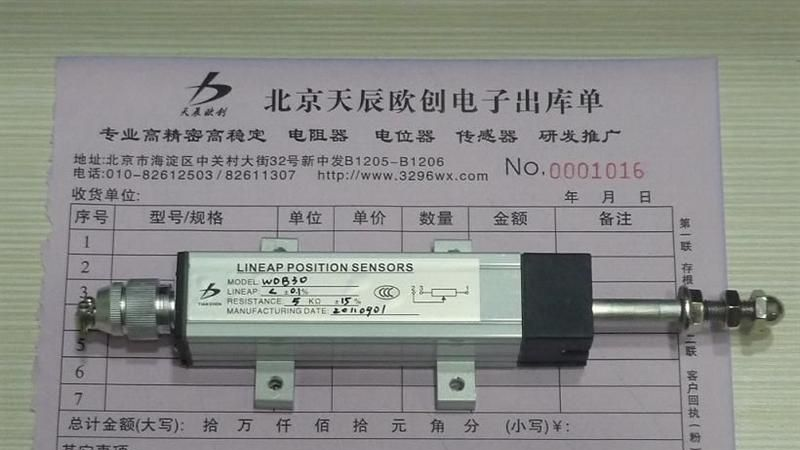 天辰欧创
北京天辰欧创电子出库单
专业高精密高稳定 电阻器 电位器 传感器 研发推广
地址:北京市海淀区中关村大街32号新中发B1205-B1206
电话:010-82612503/82611307 http://www.3296wx.com
No.0001016
收货单位: 年 月 日
序号 型号/规格 单位 单价 数量 金额 备注
1
2
3
5
6
7
LINEAP POSITION SENSORS
MODEL: WDB30
LINEAP: ± 0.1%
RESISTANCE: 5 KΩ ± 15%
MANUFACTURING DATE: 20110901
TIANCHEN
CCC
2 3 1
第一联 存根
二联 客户回执(粉
总计金额(大写): 拾 万 仟 佰 拾 元 角 分 (小写)¥: